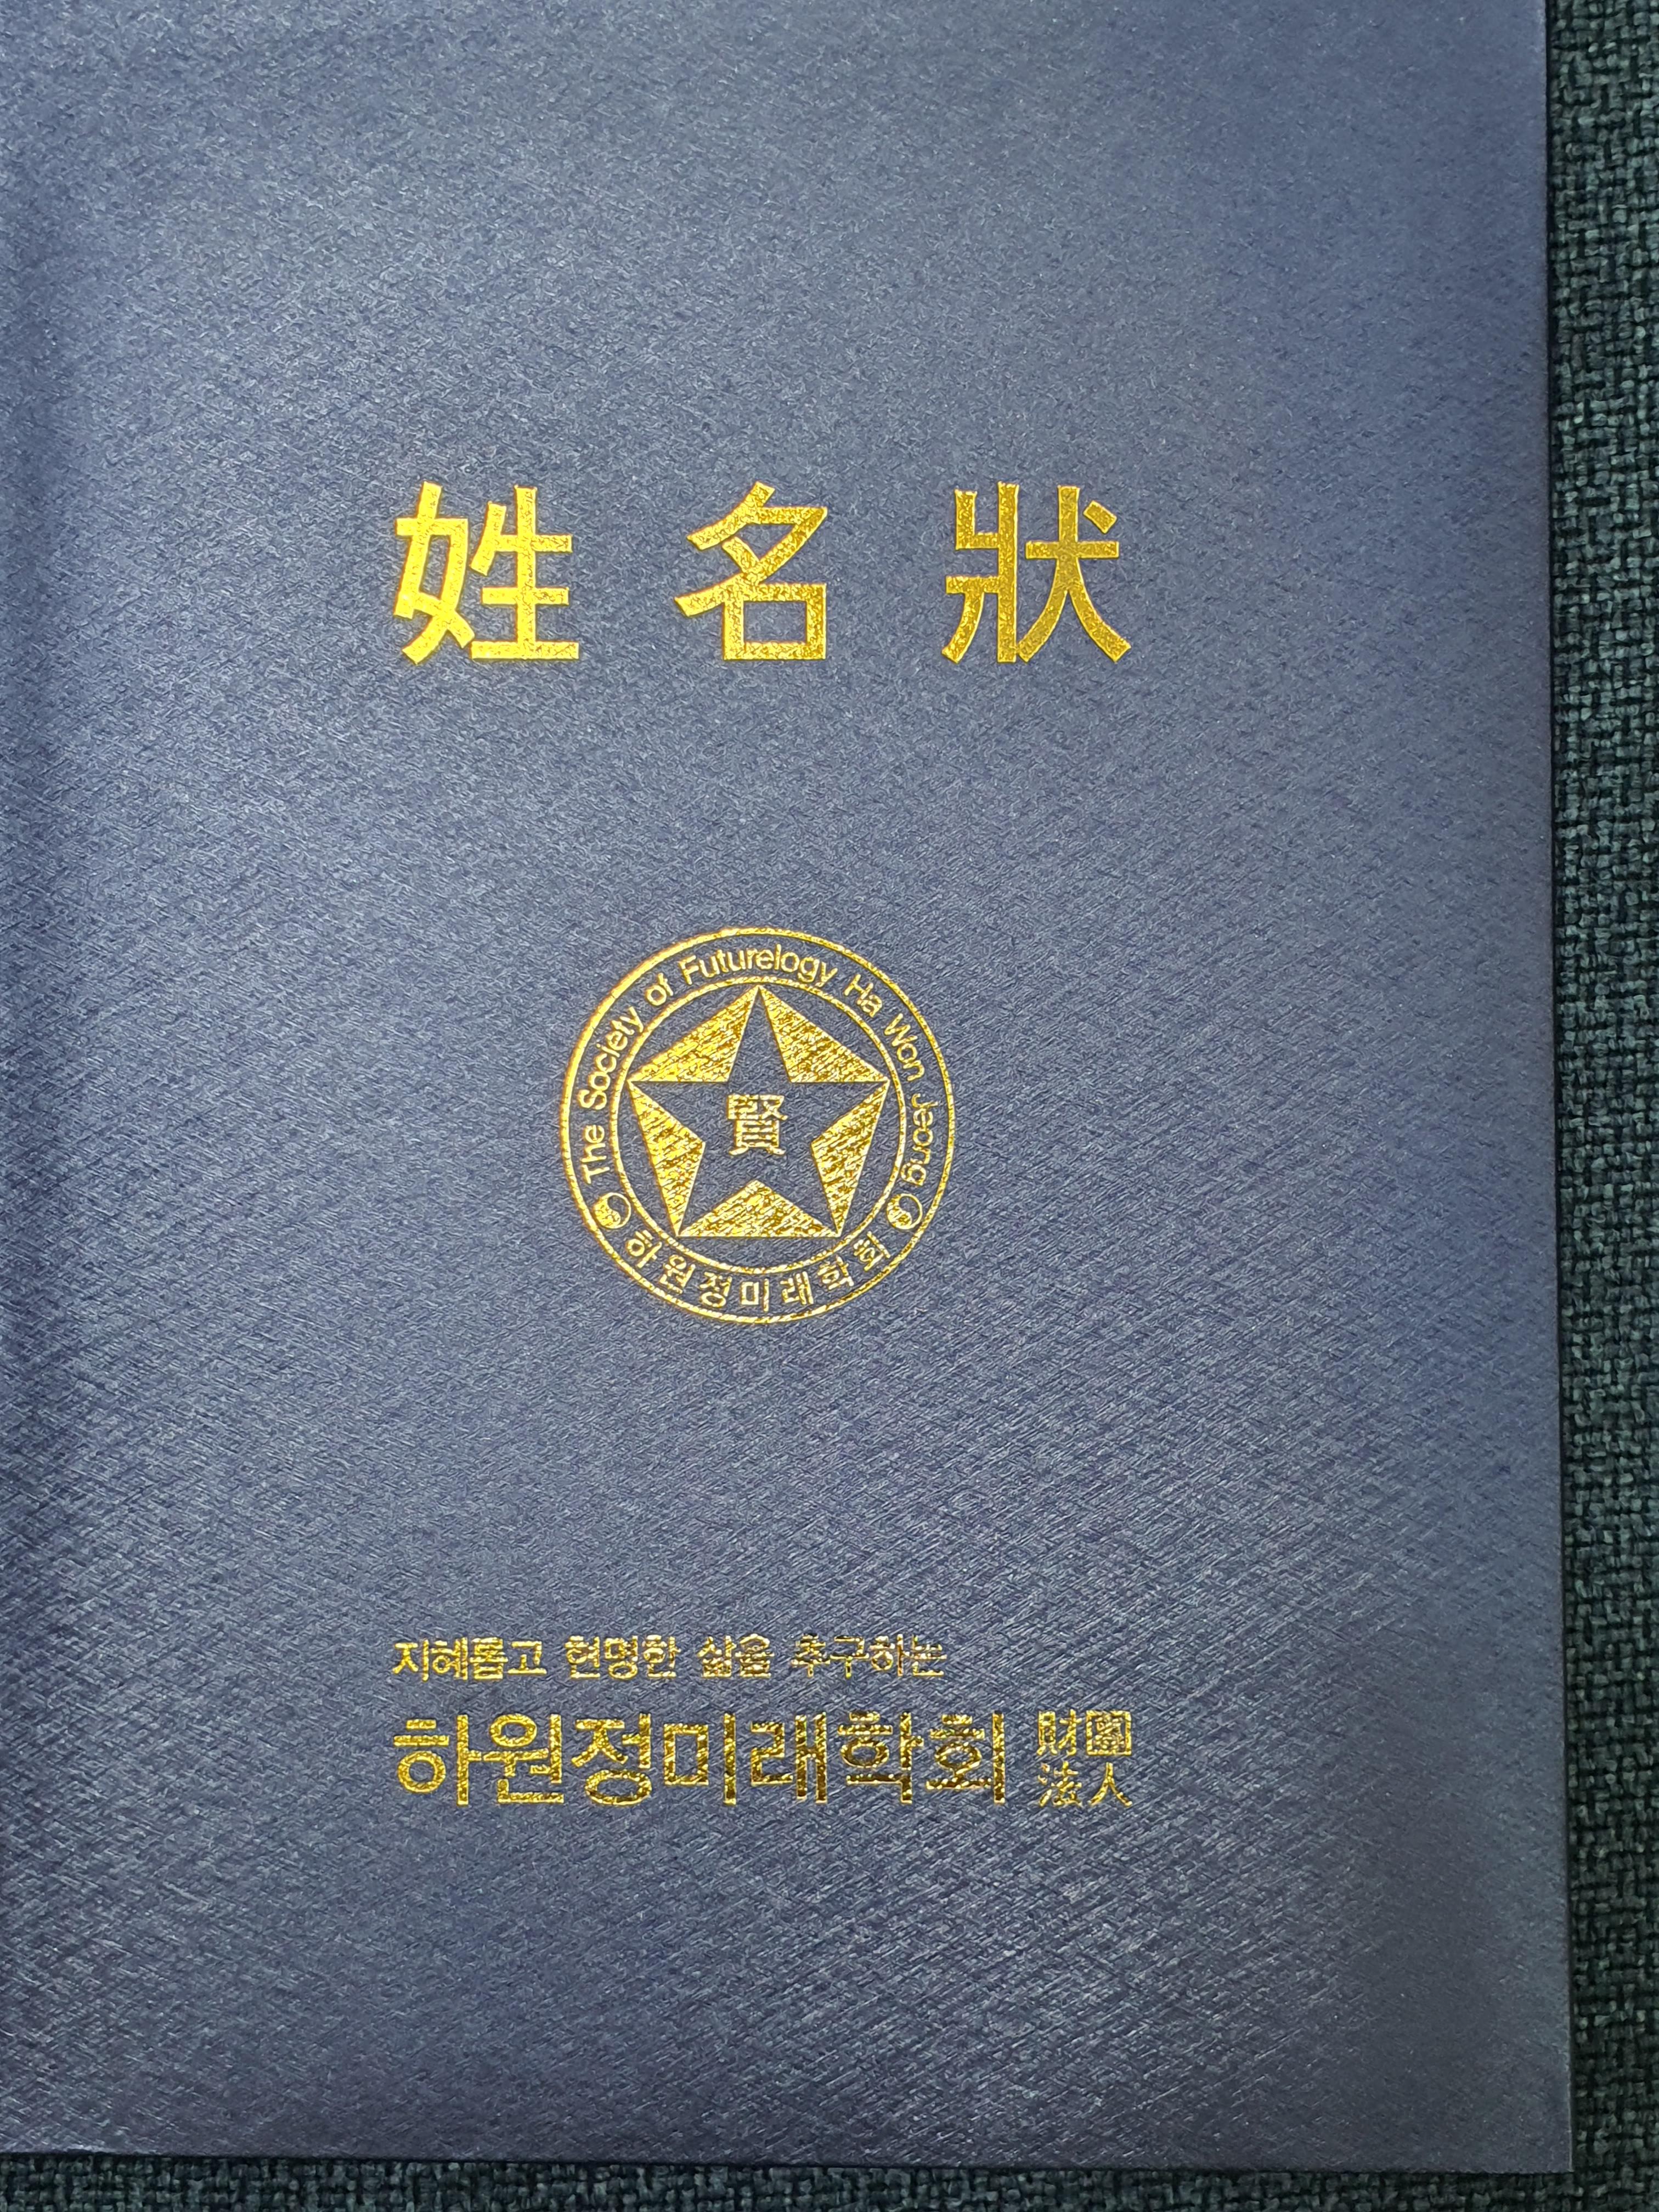 姓名狀
The Society of Futurelogy Ha Won Jeong
賢
하원정미래학회
지혜롭고 현명한 삶을 추구하는
하원정미래학회 財團
法人